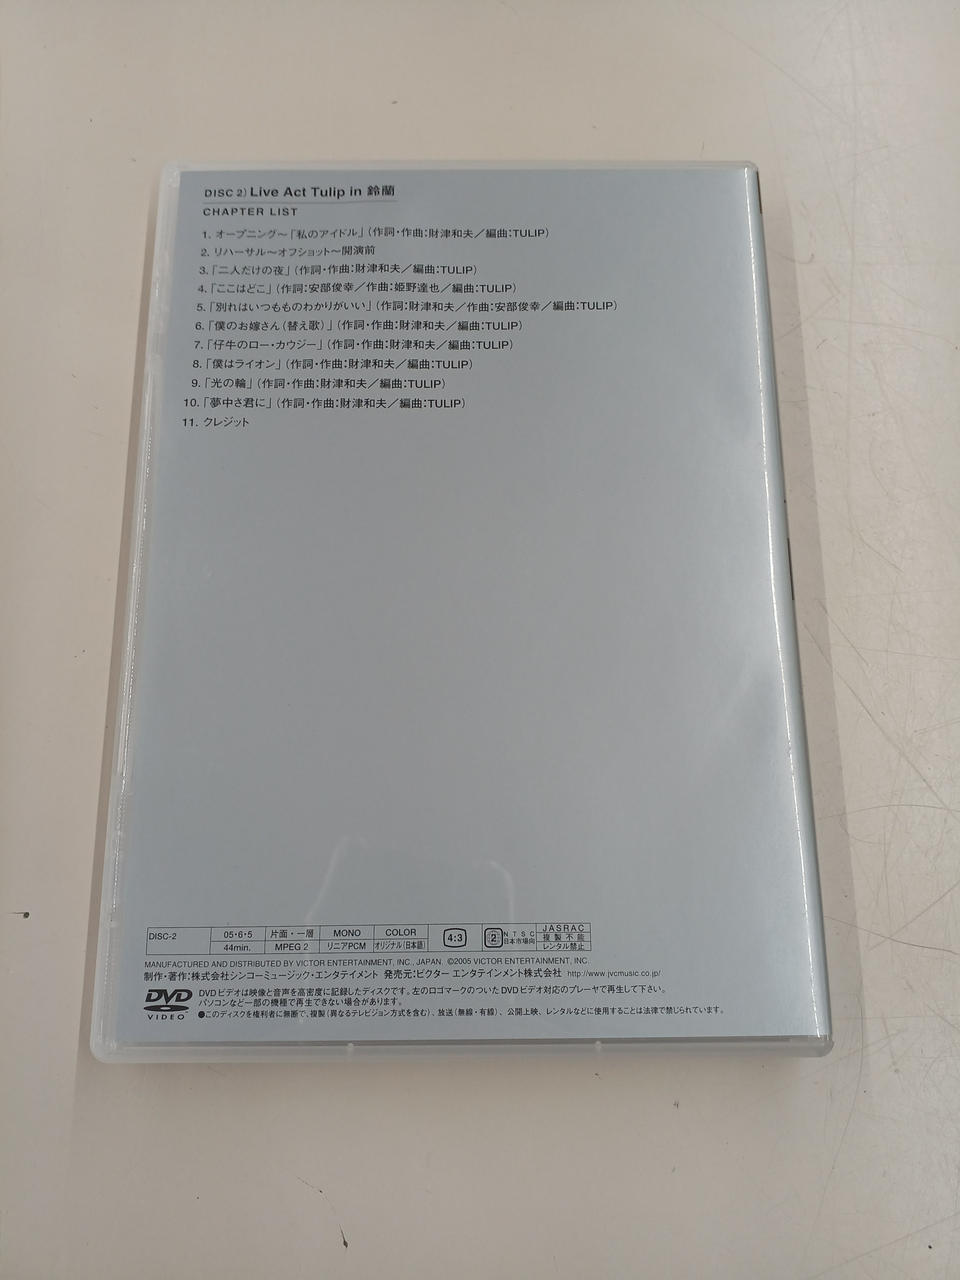 DISC 2) Live Act Tulip in 鈴蘭
CHAPTER LIST
1. オープニング～「私のアイドル」(作詞・作曲:財津和夫／編曲:TULIP)
2. リハーサル～オフショット～開演前
3.「二人だけの夜」(作詞・作曲:財津和夫／編曲:TULIP)
4.「ここはどこ」(作詞:安部俊幸／作曲:姫野達也／編曲:TULIP)
5.「別れはいつもものわかりがいい」(作詞:財津和夫／作曲:安部俊幸／編曲:TULIP)
6.「僕のお嫁さん(替え歌)」(作詞・作曲:財津和夫／編曲:TULIP)
7.「仔牛のロー・カウジー」(作詞・作曲:財津和夫／編曲:TULIP)
8.「僕はライオン」(作詞・作曲:財津和夫／編曲:TULIP)
9.「光の輪」(作詞・作曲:財津和夫／編曲:TULIP)
10.「夢中さ君に」(作詞・作曲:財津和夫／編曲:TULIP)
11. クレジット
DISC-2 05・6・5 片面・一層 MONO COLOR
44min. MPEG 2 リニアPCM オリジナル(日本語)
4:3 2 NTSC 日本市場向
JASRAC
複製不能
レンタル禁止
MANUFACTURED AND DISTRIBUTED BY VICTOR ENTERTAINMENT, INC., JAPAN. ©2005 VICTOR ENTERTAINMENT, INC.
制作・著作:株式会社シンコーミュージック・エンタテイメント 発売元:ビクター エンタテインメント株式会社 http://www.jvcmusic.co.jp/
DVD VIDEO
DVDビデオは映像と音声を高密度に記録したディスクです。左のロゴマークのついたDVDビデオ対応のプレーヤで再生して下さい。
パソコンなど一部の機種で再生できない場合があります。
●このディスクを権利者に無断で、複製(異なるテレビジョン方式を含む)、放送(無線・有線)、公開上映、レンタルなどに使用することは法律で禁じられています。